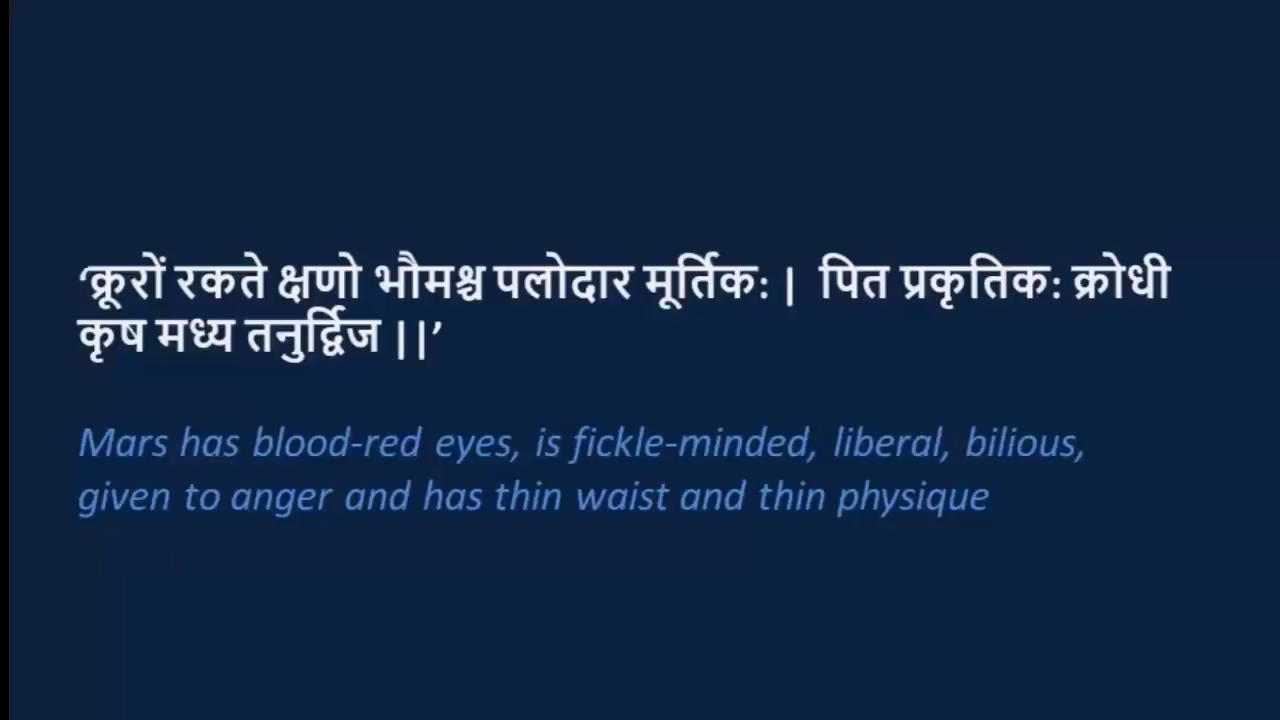 ‘क्रूरों रकते क्षणो भौमश्च पलोदार मूर्तिकः | पित प्रकृतिकः क्रोधी
कृष मध्य तनुर्द्विज ||’
Mars has blood-red eyes, is fickle-minded, liberal, bilious,
given to anger and has thin waist and thin physique